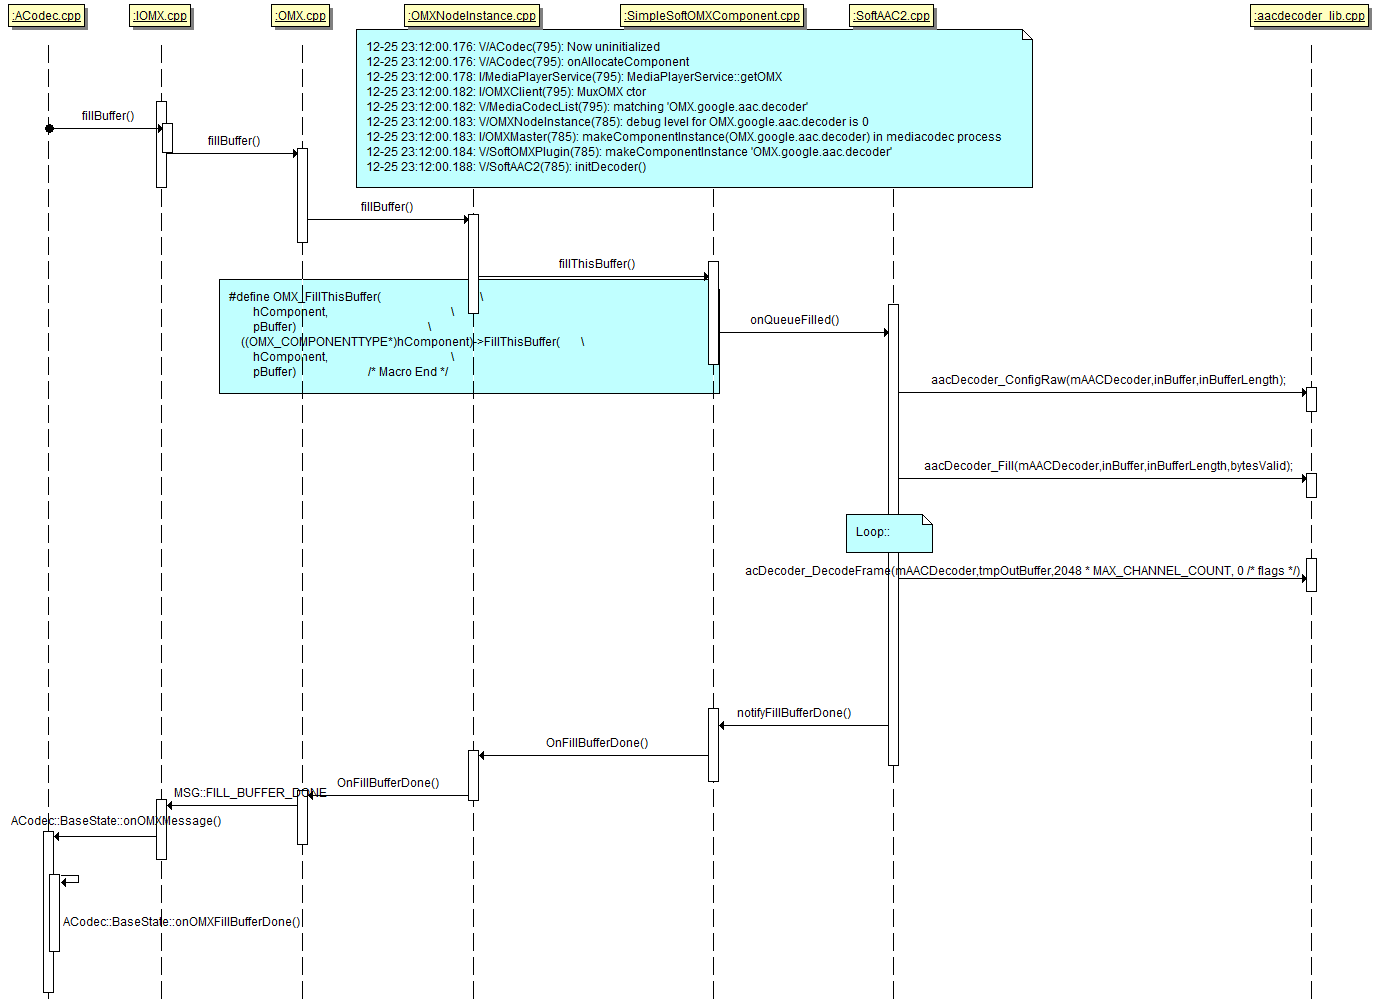 :ACodec.cpp
:IOMX.cpp
:OMX.cpp
:OMXNodeInstance.cpp
:SimpleSoftOMXComponent.cpp
:SoftAAC2.cpp
:aacdecoder_lib.cpp
12-25 23:12:00.176: V/ACodec(795): Now uninitialized
12-25 23:12:00.176: V/ACodec(795): onAllocateComponent
12-25 23:12:00.178: I/MediaPlayerService(795): MediaPlayerService::getOMX
12-25 23:12:00.182: I/OMXClient(795): MuxOMX ctor
12-25 23:12:00.182: V/MediaCodecList(795): matching 'OMX.google.aac.decoder'
12-25 23:12:00.183: V/OMXNodeInstance(785): debug level for OMX.google.aac.decoder is 0
12-25 23:12:00.183: I/OMXMaster(785): makeComponentInstance(OMX.google.aac.decoder) in mediacodec process
12-25 23:12:00.184: V/SoftOMXPlugin(785): makeComponentInstance 'OMX.google.aac.decoder'
12-25 23:12:00.188: V/SoftAAC2(785): initDecoder()
fillBuffer()
fillBuffer()
fillBuffer()
fillThisBuffer()
#define OMX_FillThisBuffer( \
hComponent, \
pBuffer) \
((OMX_COMPONENTTYPE*)hComponent)->FillThisBuffer( \
hComponent, \
pBuffer) /* Macro End */
onQueueFilled()
aacDecoder_ConfigRaw(mAACDecoder,inBuffer,inBufferLength);
aacDecoder_Fill(mAACDecoder,inBuffer,inBufferLength,bytesValid);
Loop::
acDecoder_DecodeFrame(mAACDecoder,tmpOutBuffer,2048 * MAX_CHANNEL_COUNT, 0 /* flags */)
notifyFillBufferDone()
OnFillBufferDone()
OnFillBufferDone()
MSG::FILL_BUFFER_DONE
ACodec::BaseState::onOMXMessage()
ACodec::BaseState::onOMXFillBufferDone()